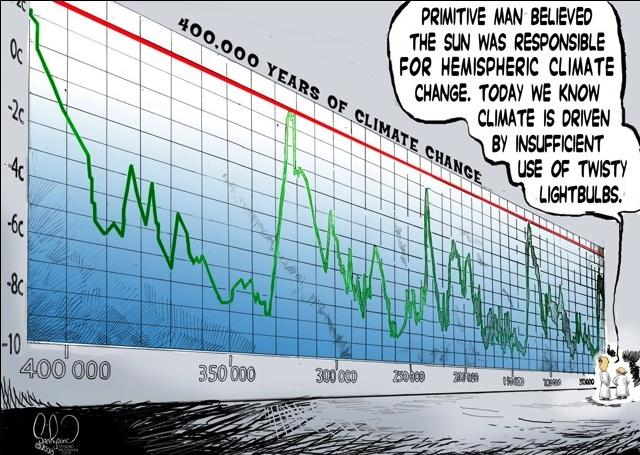 PRIMITIVE MAN BELIEVED
THE SUN WAS RESPONSIBLE
FOR HEMISPHERIC CLIMATE
CHANGE. TODAY WE KNOW
CLIMATE IS DRIVEN
BY INSUFFICIENT
USE OF TWISTY
LIGHTBULBS.
400.000 YEARS OF CLIMATE CHANGE
2C
0C
-2C
-4C
-6C
-8C
-10
400 000
350 000
300 000
250 000